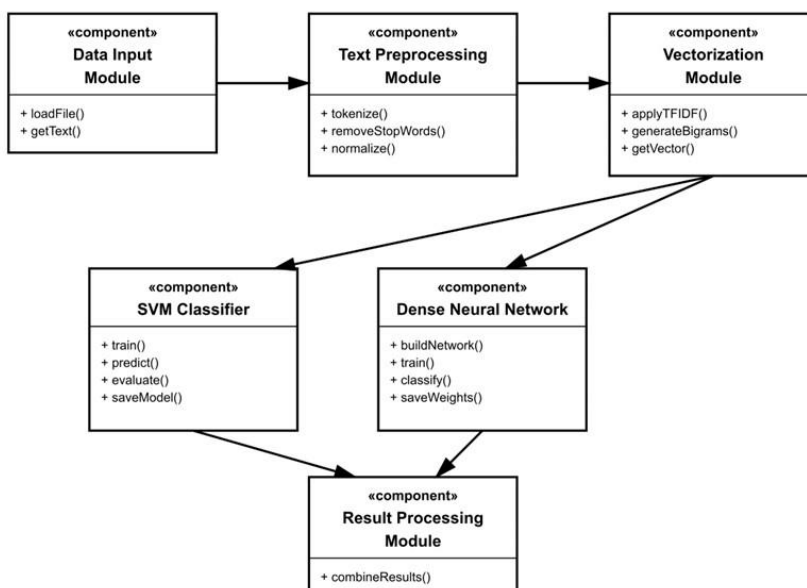 «component»
Data Input
Module
+ loadFile()
+ getText()
«component»
Text Preprocessing
Module
+ tokenize()
+ removeStopWords()
+ normalize()
«component»
Vectorization
Module
+ applyTFIDF()
+ generateBigrams()
+ getVector()
«component»
SVM Classifier
+ train()
+ predict()
+ evaluate()
+ saveModel()
«component»
Dense Neural Network
+ buildNetwork()
+ train()
+ classify()
+ saveWeights()
«component»
Result Processing
Module
+ combineResults()